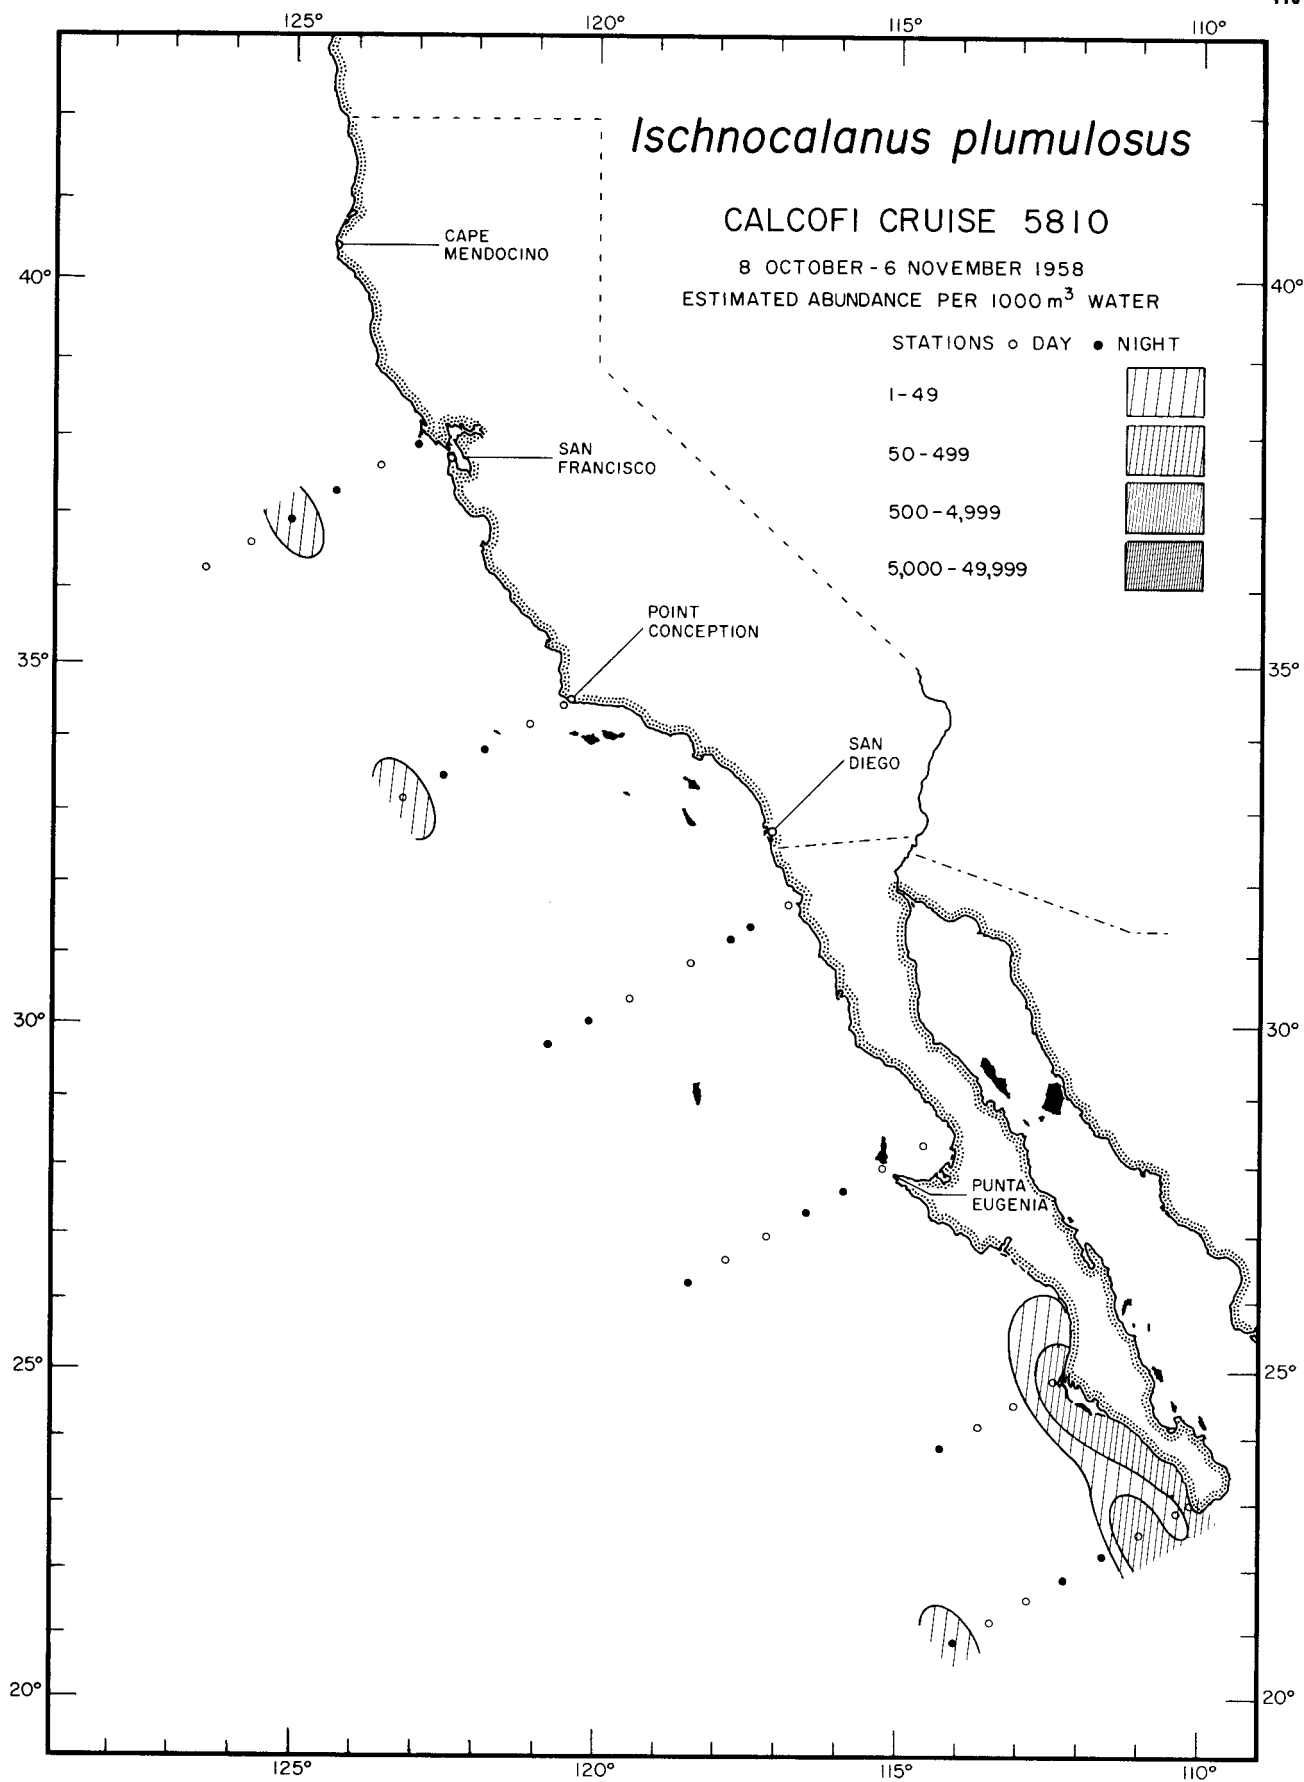 125° 120° 115° 110°
Ischnocalanus plumulosus
CALCOFI CRUISE 5810
8 OCTOBER - 6 NOVEMBER 1958
ESTIMATED ABUNDANCE PER 1000 m³ WATER
STATIONS ○ DAY ● NIGHT
1-49
50-499
500-4,999
5,000-49,999
CAPE
MENDOCINO
40° 40°
SAN
FRANCISCO
POINT
CONCEPTION
35° 35°
SAN
DIEGO
30° 30°
PUNTA
EUGENIA
25° 25°
20° 20°
125° 120° 115° 110°